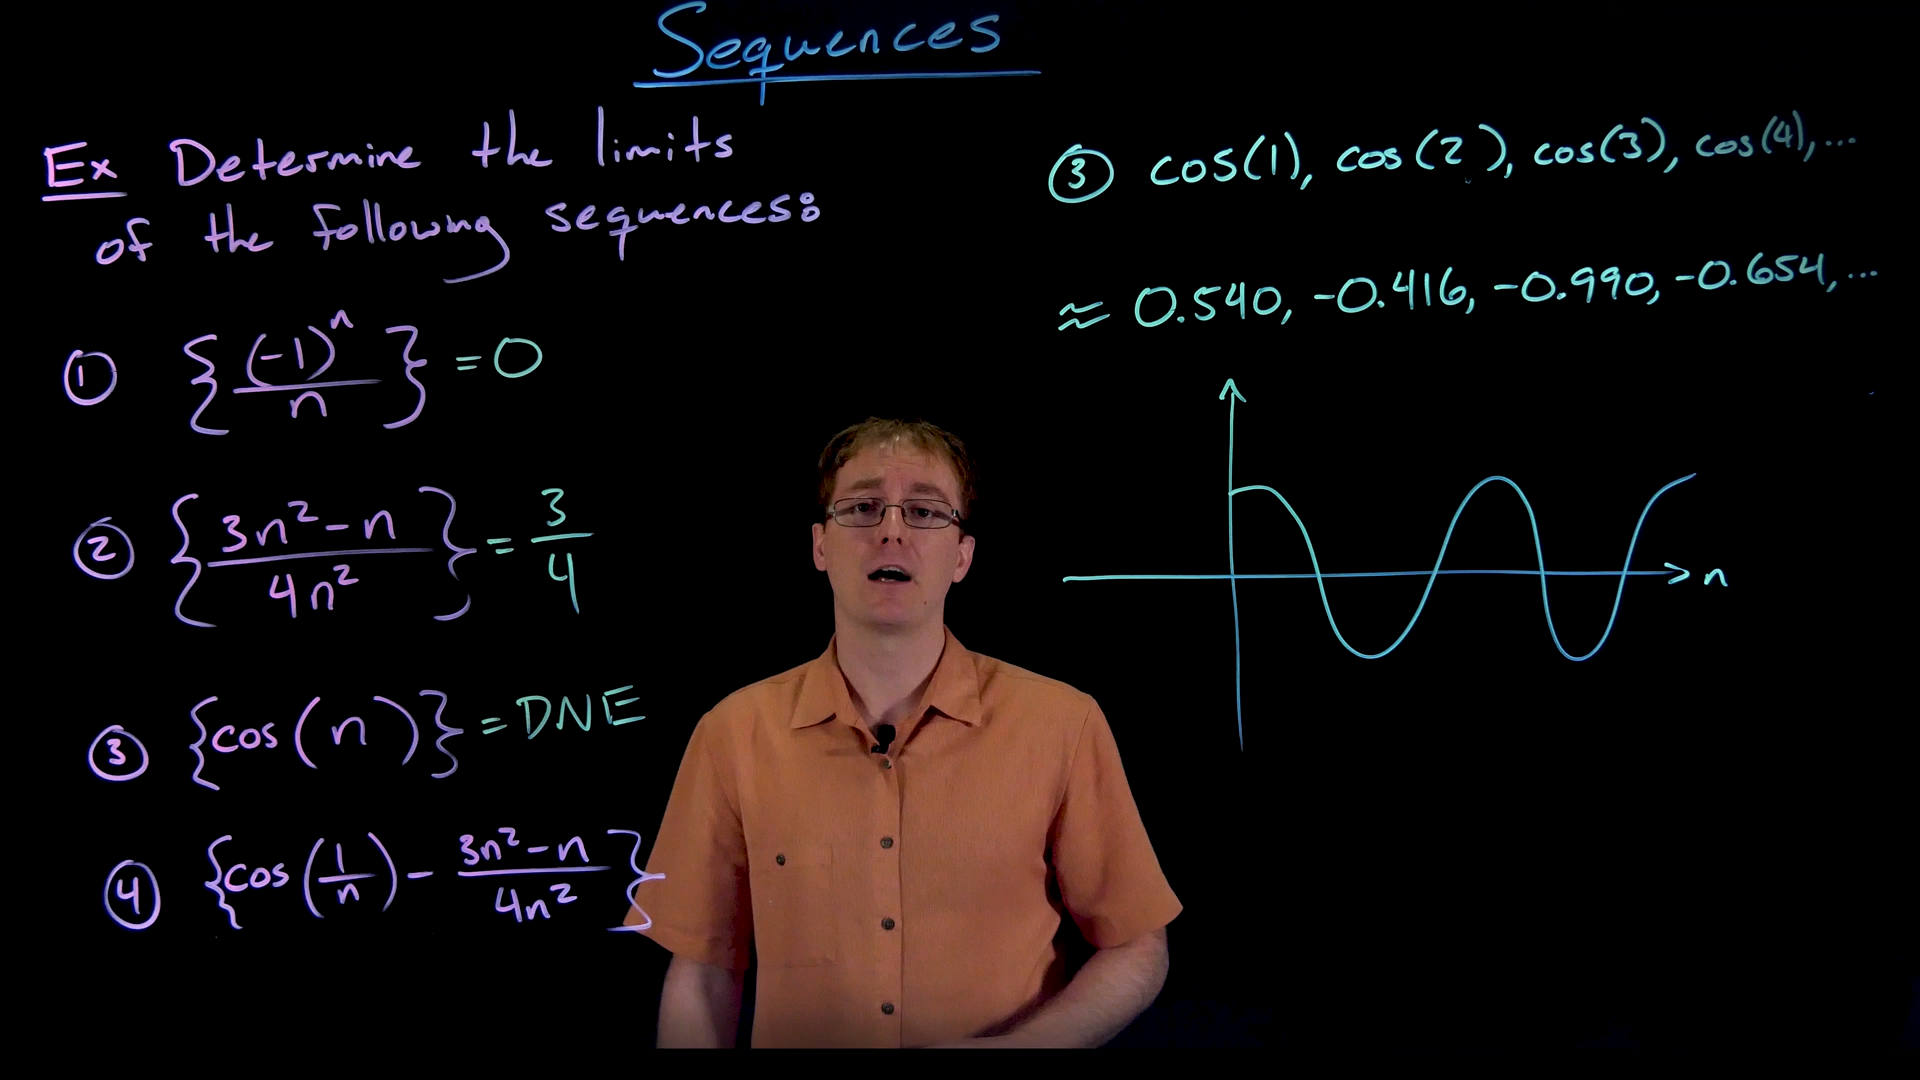 Sequences
Ex Determine the limits
of the following sequences:
① {(-1)^n / n} = 0
② {3n²-n / 4n²} = 3/4
③ {cos(n)} = DNE
④ {cos(1/n) - 3n²-n / 4n²}
③ cos(1), cos(2), cos(3), cos(4), ...
≈ 0.540, -0.416, -0.990, -0.654, ...
n